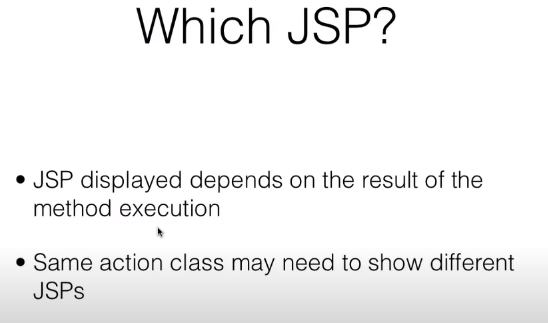 Which JSP?
• JSP displayed depends on the result of the
method execution
• Same action class may need to show different
JSPs